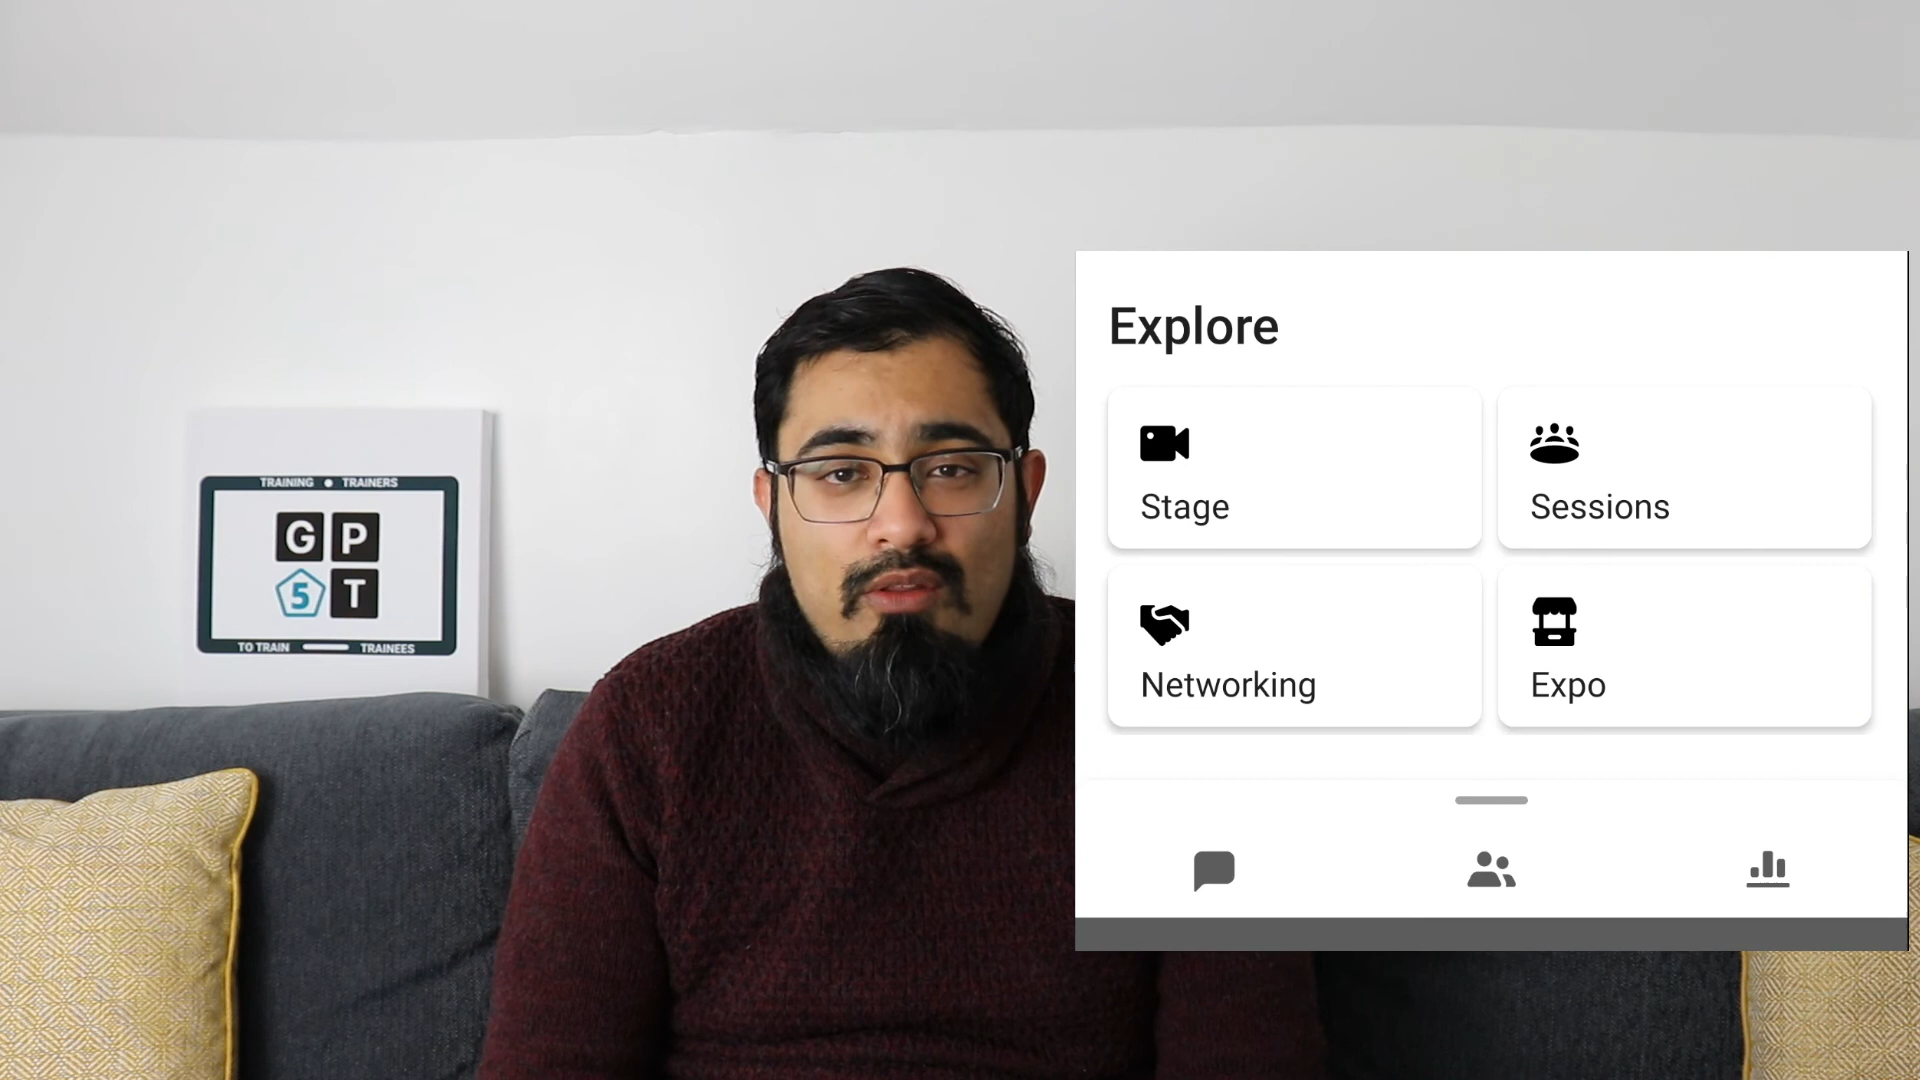 TRAINING TRAINERS
G P
5 T
TO TRAIN TRAINEES
Explore
Stage
Sessions
Networking
Expo